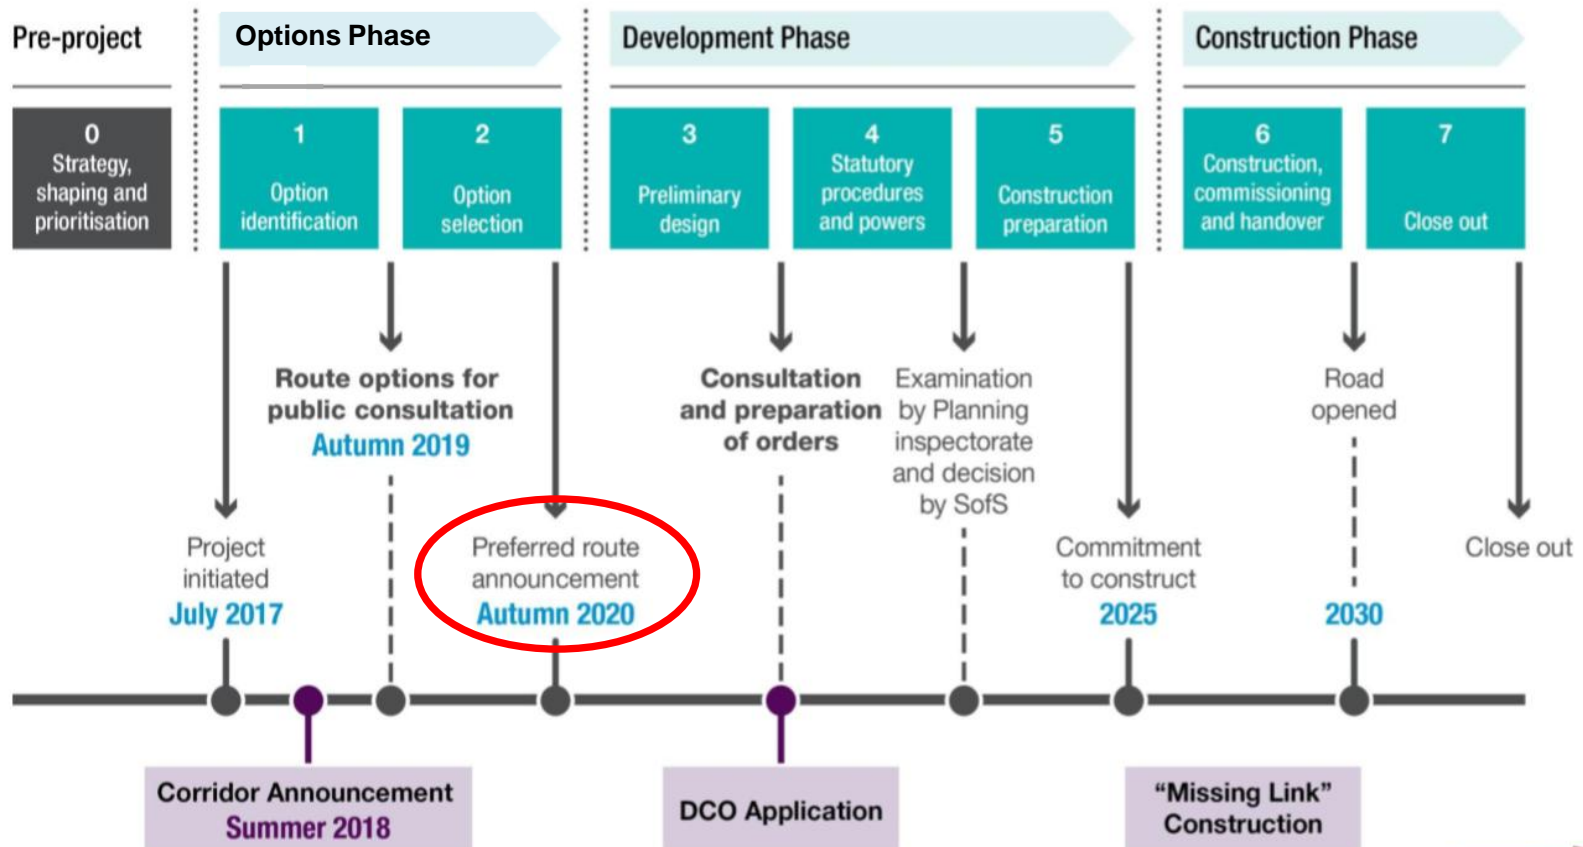 Pre-project
Options Phase
Development Phase
Construction Phase
0
Strategy,
shaping and
prioritisation
1
Option
identification
2
Option
selection
3
Preliminary
design
4
Statutory
procedures
and powers
5
Construction
preparation
6
Construction,
commissioning
and handover
7
Close out
Project
initiated
July 2017
Route options for
public consultation
Autumn 2019
Preferred route
announcement
Autumn 2020
Consultation
and preparation
of orders
Examination
by Planning
inspectorate
and decision
by SofS
Commitment
to construct
2025
Road
opened
2030
Close out
Corridor Announcement
Summer 2018
DCO Application
“Missing Link”
Construction